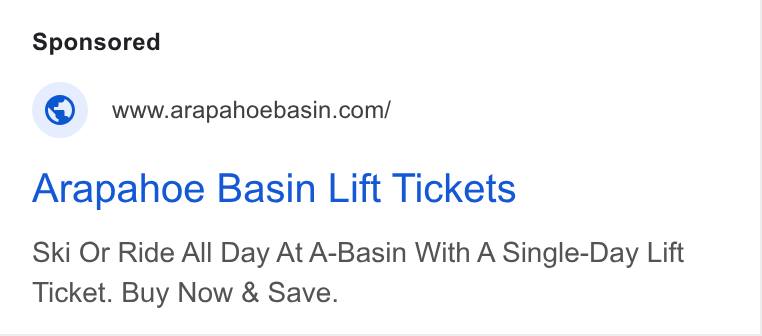 Sponsored
www.arapahoebasin.com/
Arapahoe Basin Lift Tickets
Ski Or Ride All Day At A-Basin With A Single-Day Lift
Ticket. Buy Now & Save.